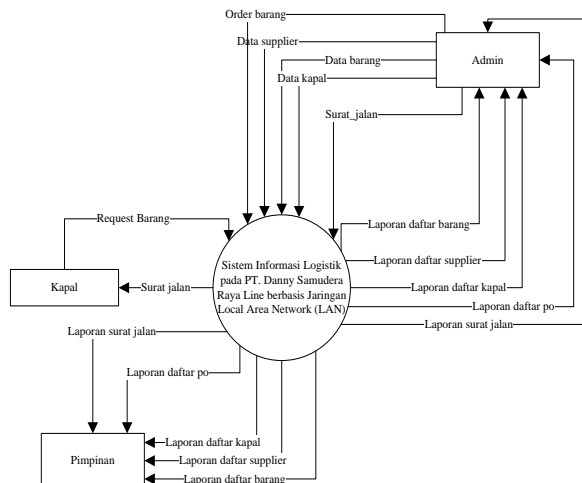 Order barang
Data supplier
Data barang
Data kapal
Admin
Surat_jalan
Request Barang
Laporan daftar barang
Kapal
Surat jalan
Sistem Informasi Logistik
pada PT. Danny Samudera
Raya Line berbasis Jaringan
Local Area Network (LAN)
Laporan daftar supplier
Laporan daftar kapal
Laporan daftar po
Laporan surat jalan
Laporan surat jalan
Laporan daftar po
Laporan daftar kapal
Pimpinan
Laporan daftar supplier
Laporan daftar barang